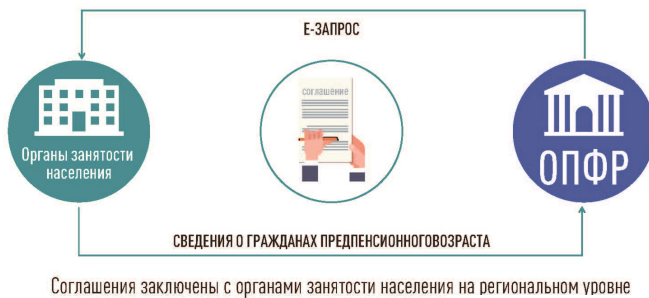 Е-ЗАПРОС
соглашение
Органы занятости
населения
ОПФР
СВЕДЕНИЯ О ГРАЖДАНАХ ПРЕДПЕНСИОННОГОВОЗРАСТА
Соглашения заключены с органами занятости населения на региональном уровне